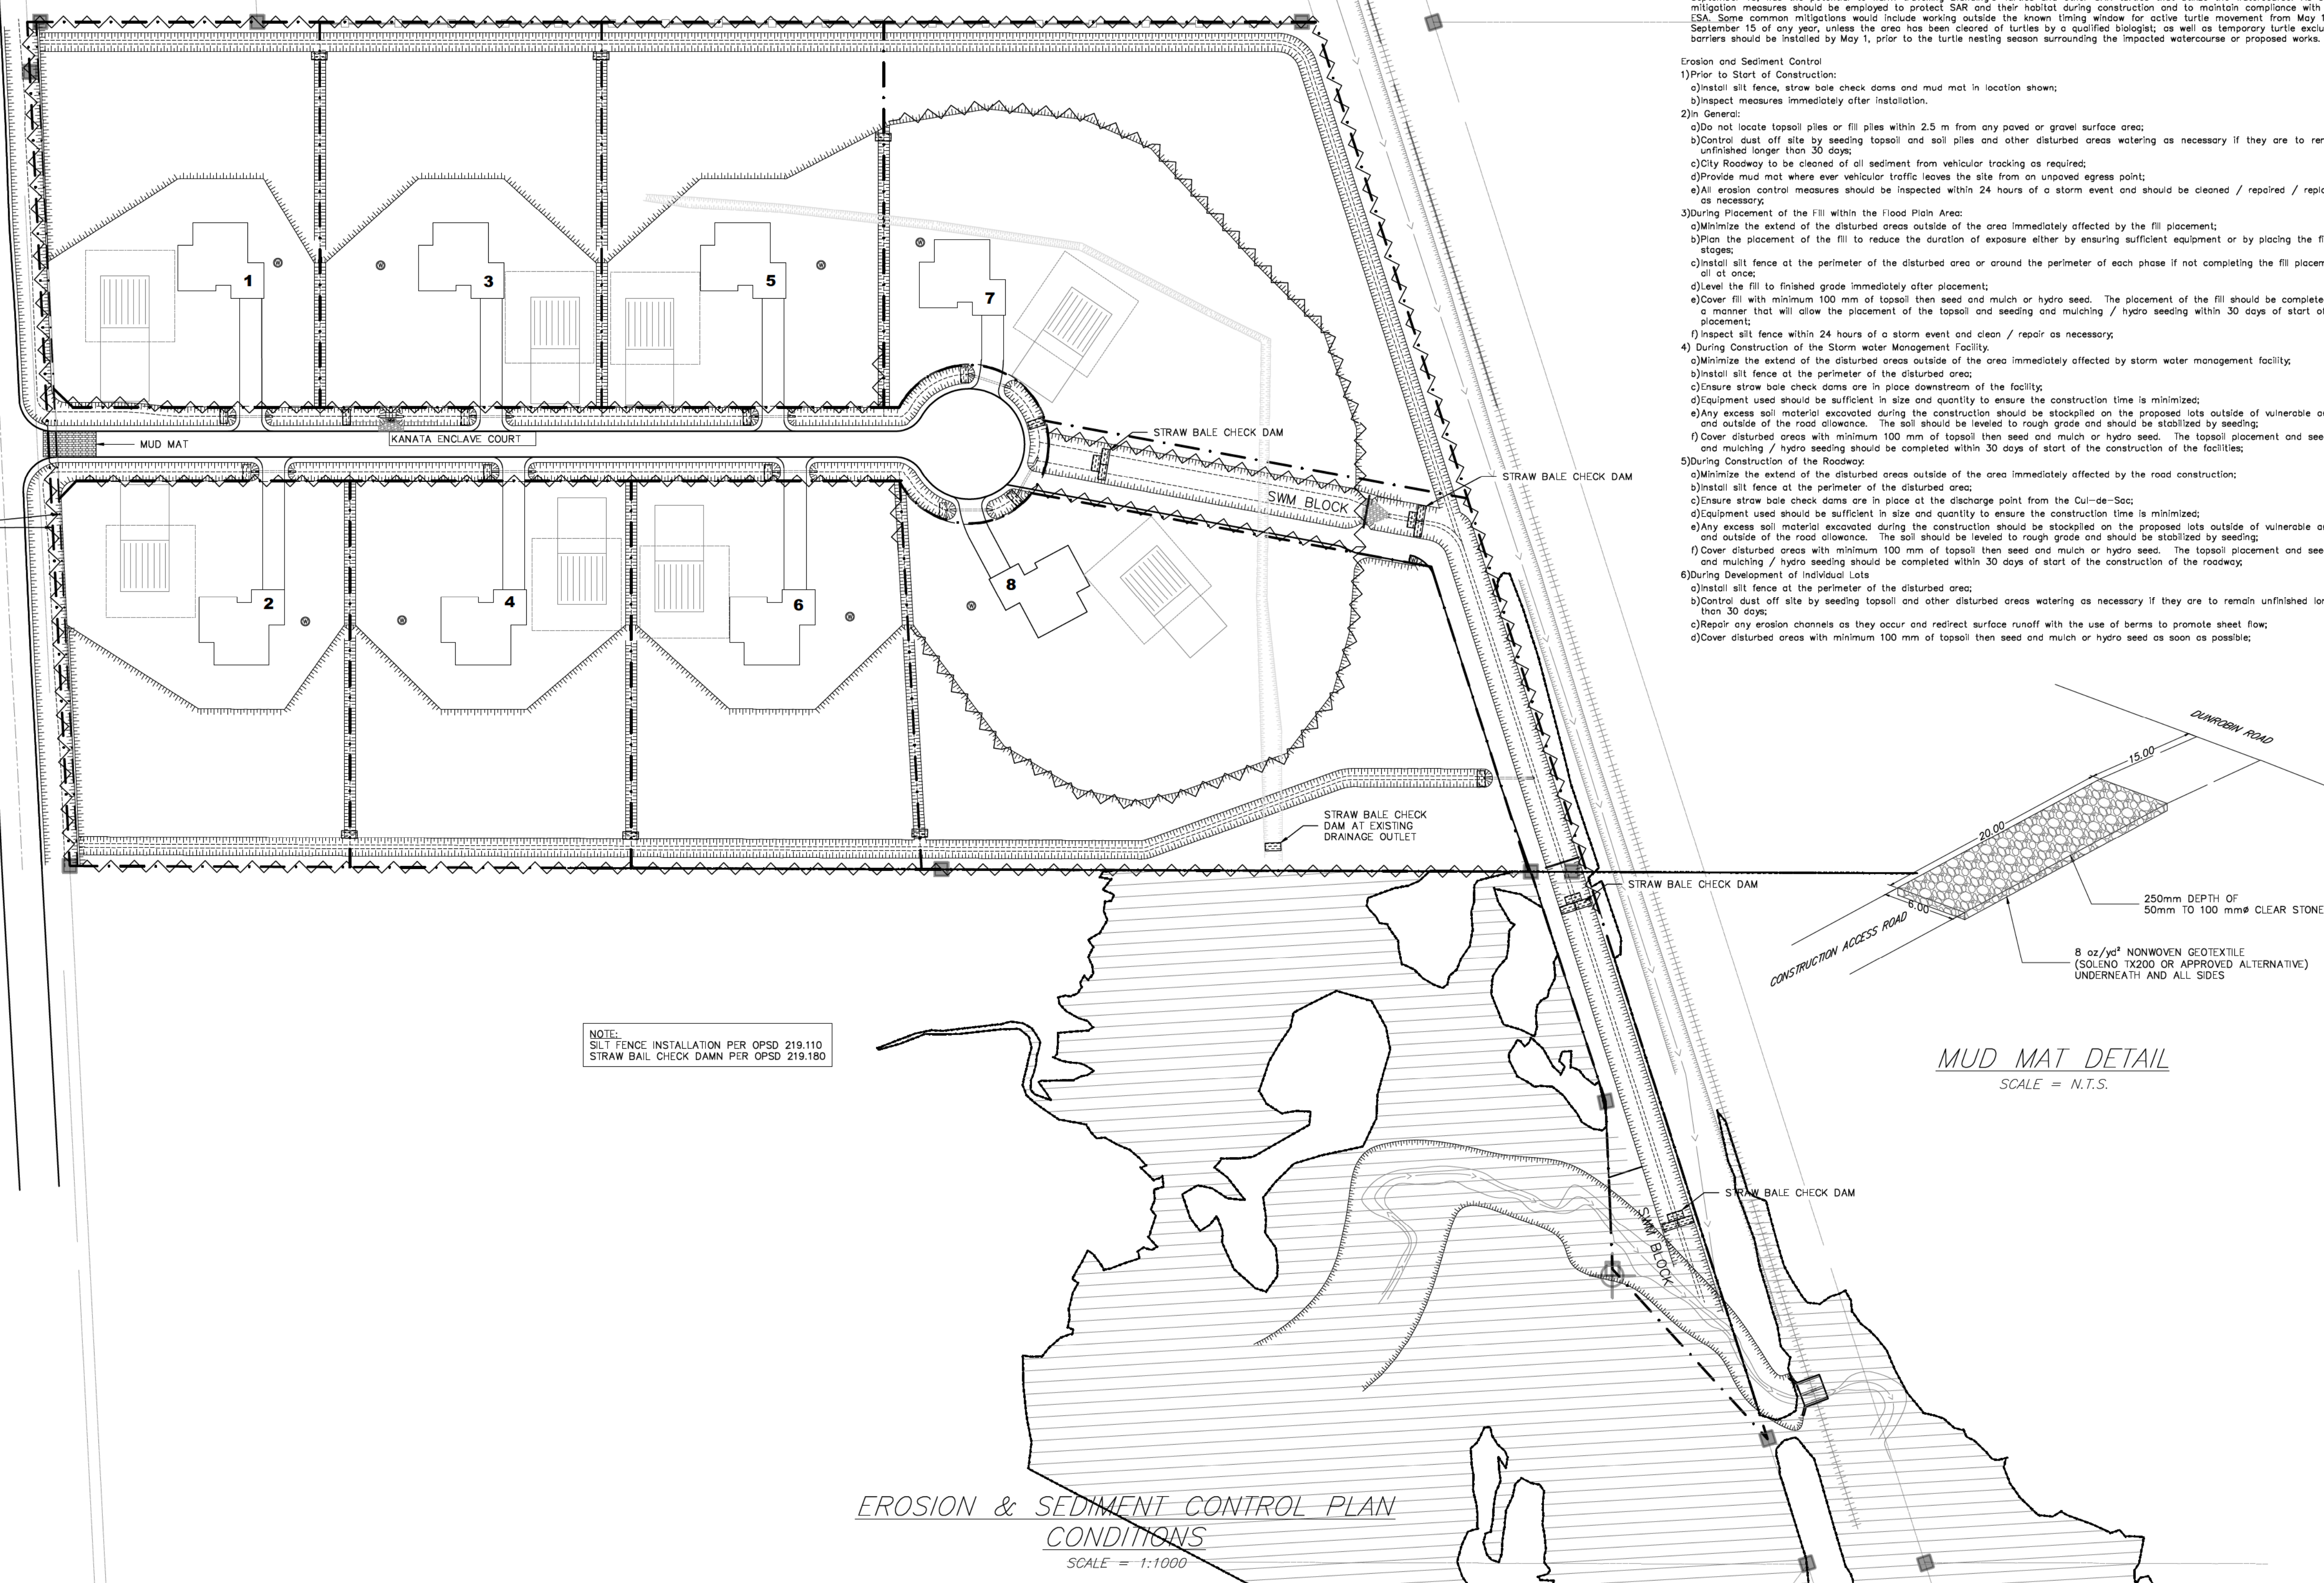 mitigation measures should be employed to protect SAR and their habitat during construction and to maintain compliance with
ESA. Some common mitigations would include working outside the known timing window for active turtle movement from May
September 15 of any year, unless the area has been cleared of turtles by a qualified biologist; as well as temporary turtle
barriers should be installed by May 1, prior to the turtle nesting season surrounding the impacted watercourse or proposed works.
Erosion and Sediment Control
1)Prior to Start of Construction:
a)Install silt fence, straw bale check dams and mud mat in location shown;
b)Inspect measures immediately after installation.
2)In General:
a)Do not locate topsoil piles or fill piles within 2.5 m from any paved or gravel surface area;
b)Control dust off site by seeding topsoil and soil piles and other disturbed areas watering as necessary if they are to
unfinished longer than 30 days;
c)City Roadway to be cleaned of all sediment from vehicular tracking as required;
d)Provide mud mat where ever vehicular traffic leaves the site from an unpaved egress point;
e)All erosion control measures should be inspected within 24 hours of a storm event and should be cleaned / repaired /
as necessary;
3)During Placement of the Fill within the Flood Plain Area:
a)Minimize the extend of the disturbed areas outside of the area immediately affected by the fill placement;
b)Plan the placement of the fill to reduce the duration of exposure either by ensuring sufficient equipment or by placing the
stages;
c)Install silt fence at the perimeter of the disturbed area or around the perimeter of each phase if not completing the fill
all at once;
d)Level the fill to finished grade immediately after placement;
e)Cover fill with minimum 100 mm of topsoil then seed and mulch or hydro seed. The placement of the fill should be
a manner that will allow the placement of the topsoil and seeding and mulching / hydro seeding within 30 days of start of
placement;
f)Inspect silt fence within 24 hours of a storm event and clean / repair as necessary;
4) During Construction of the Storm water Management Facility.
a)Minimize the extend of the disturbed areas outside of the area immediately affected by storm water management facility;
b)Install silt fence at the perimeter of the disturbed area;
c)Ensure straw bale check dams are in place downstream of the facility;
d)Equipment used should be sufficient in size and quantity to ensure the construction time is minimized;
e)Any excess soil material excavated during the construction should be stockpiled on the proposed lots outside of vulnerable
and outside of the road allowance. The soil should be leveled to rough grade and should be stabilized by seeding;
f)Cover disturbed areas with minimum 100 mm of topsoil then seed and mulch or hydro seed. The topsoil placement and
and mulching / hydro seeding should be completed within 30 days of start of the construction of the facilities;
5)During Construction of the Roadway:
a)Minimize the extend of the disturbed areas outside of the area immediately affected by the road construction;
b)Install silt fence at the perimeter of the disturbed area;
c)Ensure straw bale check dams are in place at the discharge point from the Cul-de-Sac;
d)Equipment used should be sufficient in size and quantity to ensure the construction time is minimized;
e)Any excess soil material excavated during the construction should be stockpiled on the proposed lots outside of vulnerable
and outside of the road allowance. The soil should be leveled to rough grade and should be stabilized by seeding;
f)Cover disturbed areas with minimum 100 mm of topsoil then seed and mulch or hydro seed. The topsoil placement and
and mulching / hydro seeding should be completed within 30 days of start of the construction of the roadway;
6)During Development of Individual Lots
a)Install silt fence at the perimeter of the disturbed area;
b)Control dust off site by seeding topsoil and other disturbed areas watering as necessary if they are to remain unfinished
than 30 days;
c)Repair any erosion channels as they occur and redirect surface runoff with the use of berms to promote sheet flow;
d)Cover disturbed areas with minimum 100 mm of topsoil then seed and mulch or hydro seed as soon as possible;
1
3
5
7
MUD MAT
KANATA ENCLAVE COURT
STRAW BALE CHECK DAM
STRAW BALE CHECK DAM
SWM BLOCK
2
4
6
8
STRAW BALE CHECK
DAM AT EXISTING
DRAINAGE OUTLET
STRAW BALE CHECK DAM
NOTE:
SILT FENCE INSTALLATION PER OPSD 219.110
STRAW BAIL CHECK DAMN PER OPSD 219.180
STRAW BALE CHECK DAM
SWM BLOCK
DUNROBIN ROAD
15.00
20.00
6.00
CONSTRUCTION ACCESS ROAD
250mm DEPTH OF
50mm TO 100 mmø CLEAR STONE
8 oz/yd² NONWOVEN GEOTEXTILE
(SOLENO TX200 OR APPROVED ALTERNATIVE)
UNDERNEATH AND ALL SIDES
MUD MAT DETAIL
SCALE = N.T.S.
EROSION & SEDIMENT CONTROL PLAN
CONDITIONS
SCALE = 1:1000